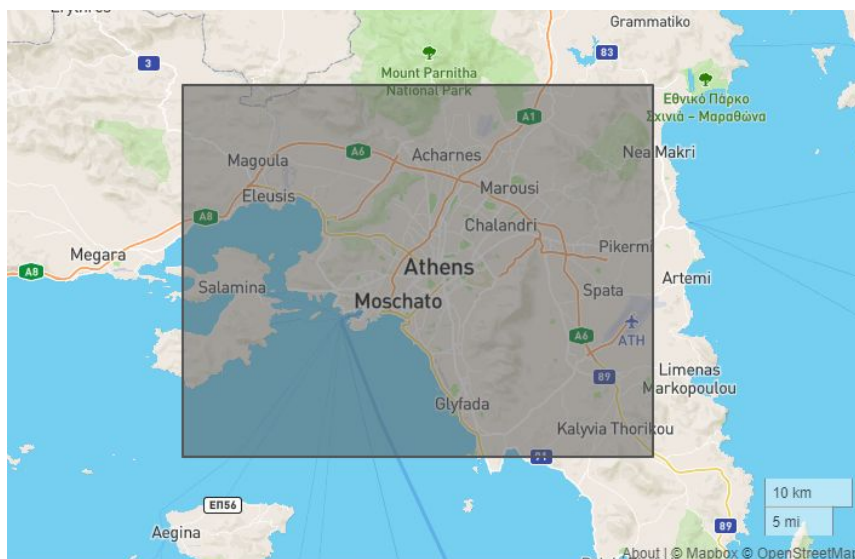 Grammatiko
83
3
Mount Parnitha
National Park
Εθνικό Πάρκο
Σχινιά – Μαραθώνα
A1
A6
Acharnes
Nea Makri
Magoula
Marousi
Eleusis
A8
Chalandri
Pikermi
Megara
A8
Athens
Artemi
Salamina
Spata
Moschato
ATH
A6
Limenas
Markopoulou
89
Glyfada
Kalyvia Thorikou
91
10 km
ΕΠ56
5 mi
89
Aegina
About | © Mapbox © OpenStreetMap